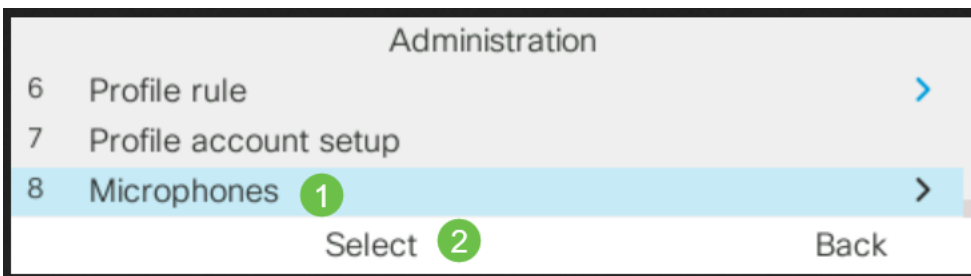 Administration
6 Profile rule
7 Profile account setup
8 Microphones 1
Select 2 Back